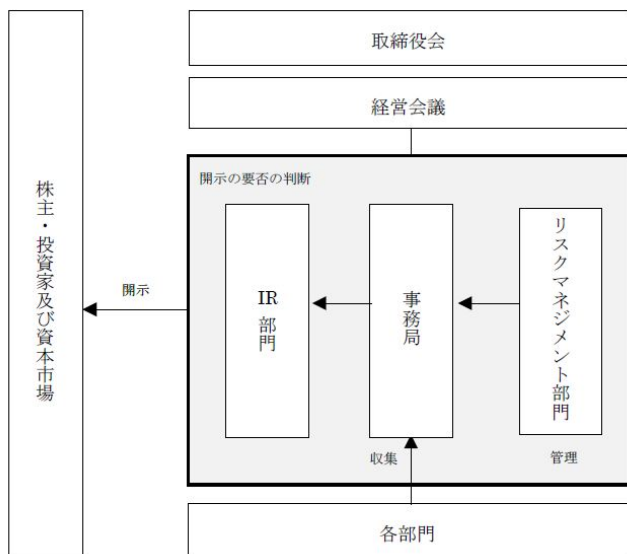 取締役会
経営会議
開示の要否の判断
株主・投資家及び資本市場
開示
IR
部門
事務局
リスクマネジメント部門
収集
管理
各部門